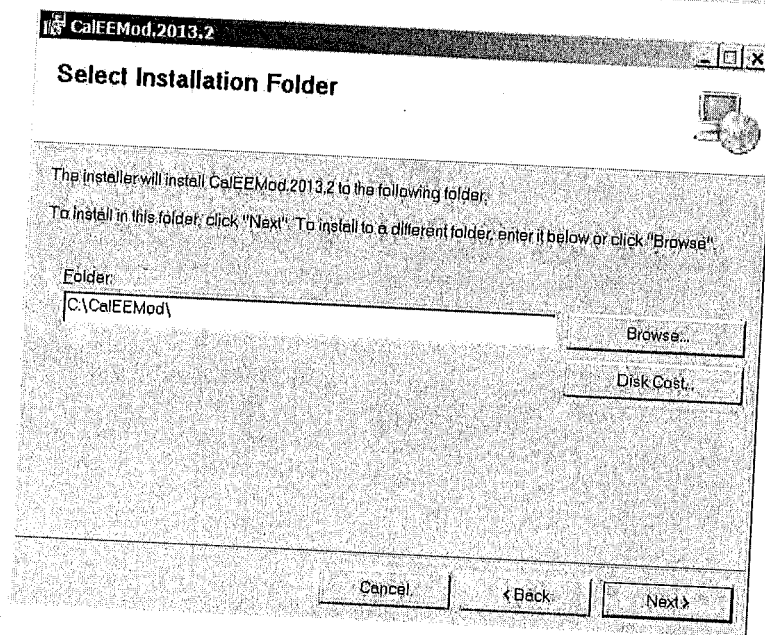 CalEEMod.2013.2
Select Installation Folder
The installer will install CalEEMod.2013.2 to the following folder.
To install in this folder, click "Next". To install to a different folder, enter it below or click "Browse".
Folder:
C:\CalEEMod\
Browse...
Disk Cost...
Cancel
< Back
Next >